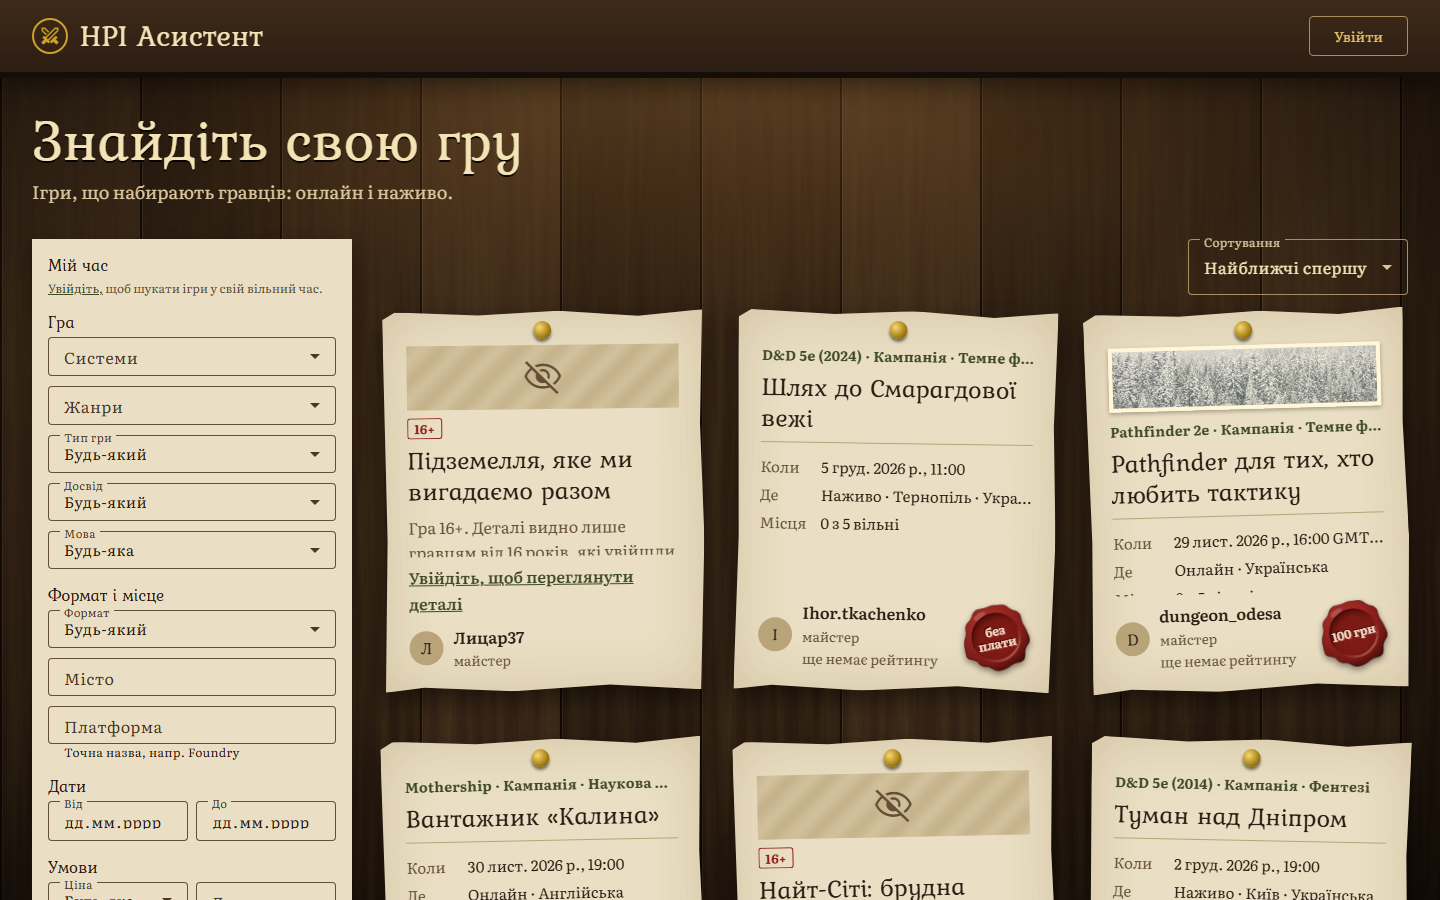 НРІ Асистент
Увійти
Знайдіть свою гру
Ігри, що набирають гравців: онлайн і наживо.
Мій час
Увійдіть, щоб шукати ігри у свій вільний час.
Гра
Системи
Жанри
Тип гри
Будь-який
Досвід
Будь-який
Мова
Будь-яка
Формат і місце
Формат
Будь-який
Місто
Платформа
Точна назва, напр. Foundry
Дати
Від
До
дд.мм.рррр
дд.мм.рррр
Умови
Ціна
Сортування
Найближчі спершу
16+
Підземелля, яке ми
вигадаємо разом
Гра 16+. Деталі видно лише
гравцям від 16 років, які увійшли
Увійдіть, щоб переглянути
деталі
Л
Лицар37
майстер
D&D 5e (2024) · Кампанія · Темне ф...
Шлях до Смарагдової
вежі
Коли 5 груд. 2026 р., 11:00
Де Наживо · Тернопіль · Укра...
Місця 0 з 5 вільні
I
Ihor.tkachenko
майстер
ще немає рейтингу
без
плати
Pathfinder 2e · Кампанія · Темне ф...
Pathfinder для тих, хто
любить тактику
Коли 29 лист. 2026 р., 16:00 GMT...
Де Онлайн · Українська
D
dungeon_odesa
майстер
ще немає рейтингу
100 грн
Mothership · Кампанія · Наукова ...
Вантажник «Калина»
Коли 30 лист. 2026 р., 19:00
Де Онлайн · Англійська
16+
Найт-Сіті: брудна
D&D 5e (2014) · Кампанія · Фентезі
Туман над Дніпром
Коли 2 груд. 2026 р., 19:00
Де Наживо · Київ · Українська